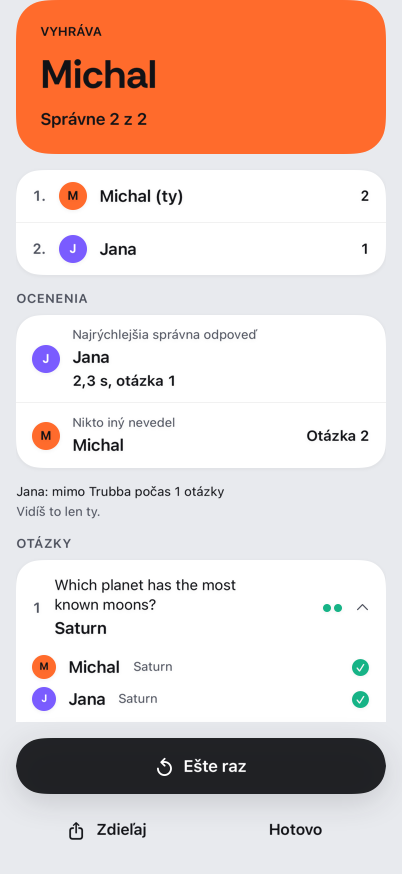 VYHRÁVA
Michal
Správne 2 z 2
1. M Michal (ty) 2
2. J Jana 1
OCENENIA
Najrýchlejšia správna odpoveď
J Jana
2,3 s, otázka 1
Nikto iný nevedel
M Michal Otázka 2
Jana: mimo Trubba počas 1 otázky
Vidíš to len ty.
OTÁZKY
Which planet has the most
1 known moons?
Saturn
M Michal Saturn
J Jana Saturn
Ešte raz
Zdieľaj Hotovo